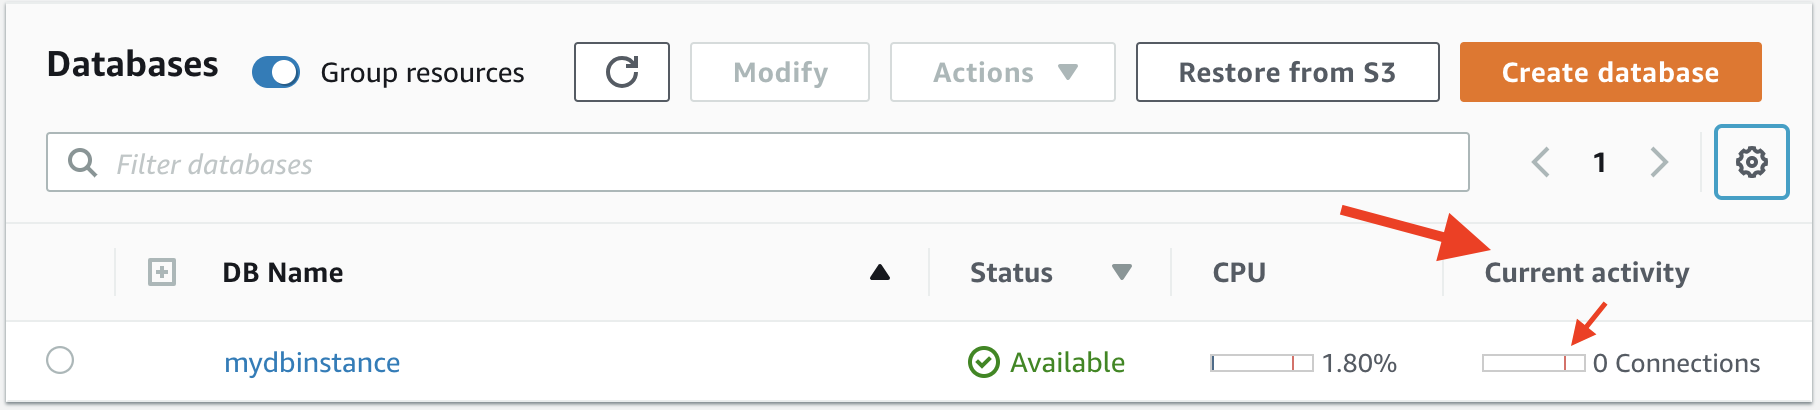 Databases Group resources Modify Actions Restore from S3 Create database
Filter databases 1
DB Name Status CPU Current activity
mydbinstance Available 1.80% 0 Connections